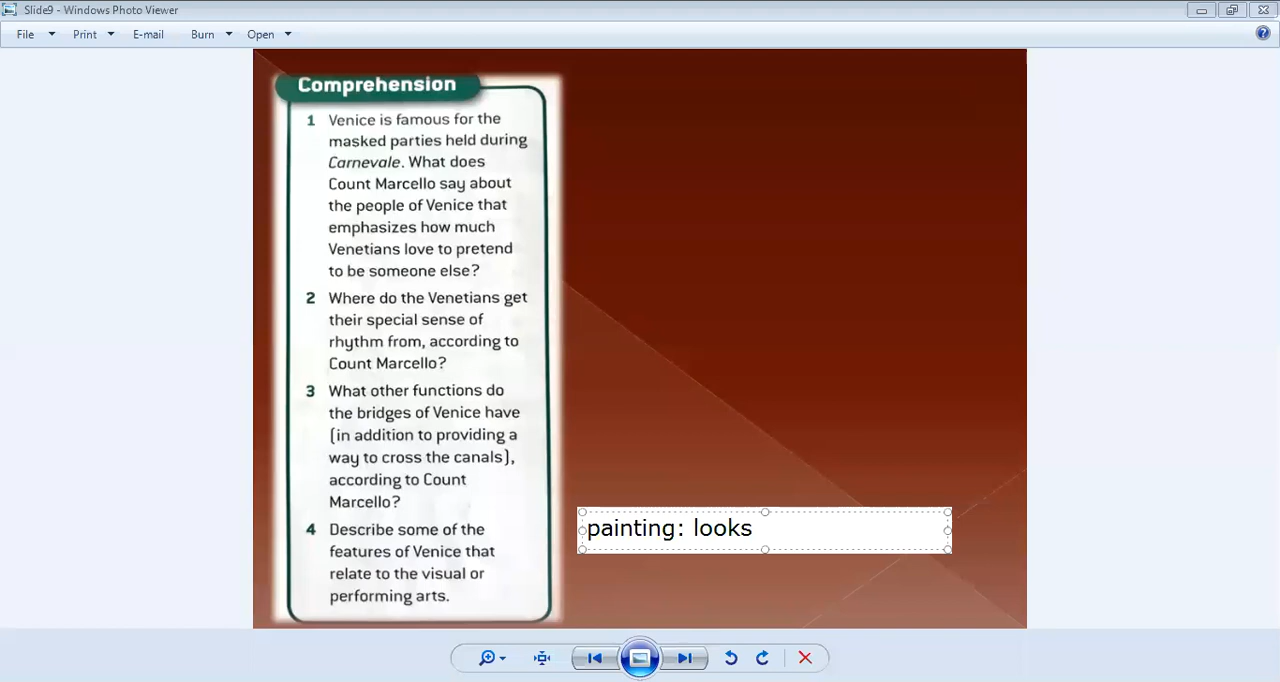 Slide9 - Windows Photo Viewer
File Print E-mail Burn Open
Comprehension
1 Venice is famous for the
masked parties held during
Carnevale. What does
Count Marcello say about
the people of Venice that
emphasizes how much
Venetians love to pretend
to be someone else?
2 Where do the Venetians get
their special sense of
rhythm from, according to
Count Marcello?
3 What other functions do
the bridges of Venice have
(in addition to providing a
way to cross the canals),
according to Count
Marcello?
4 Describe some of the
features of Venice that
relate to the visual or
performing arts.
painting: looks